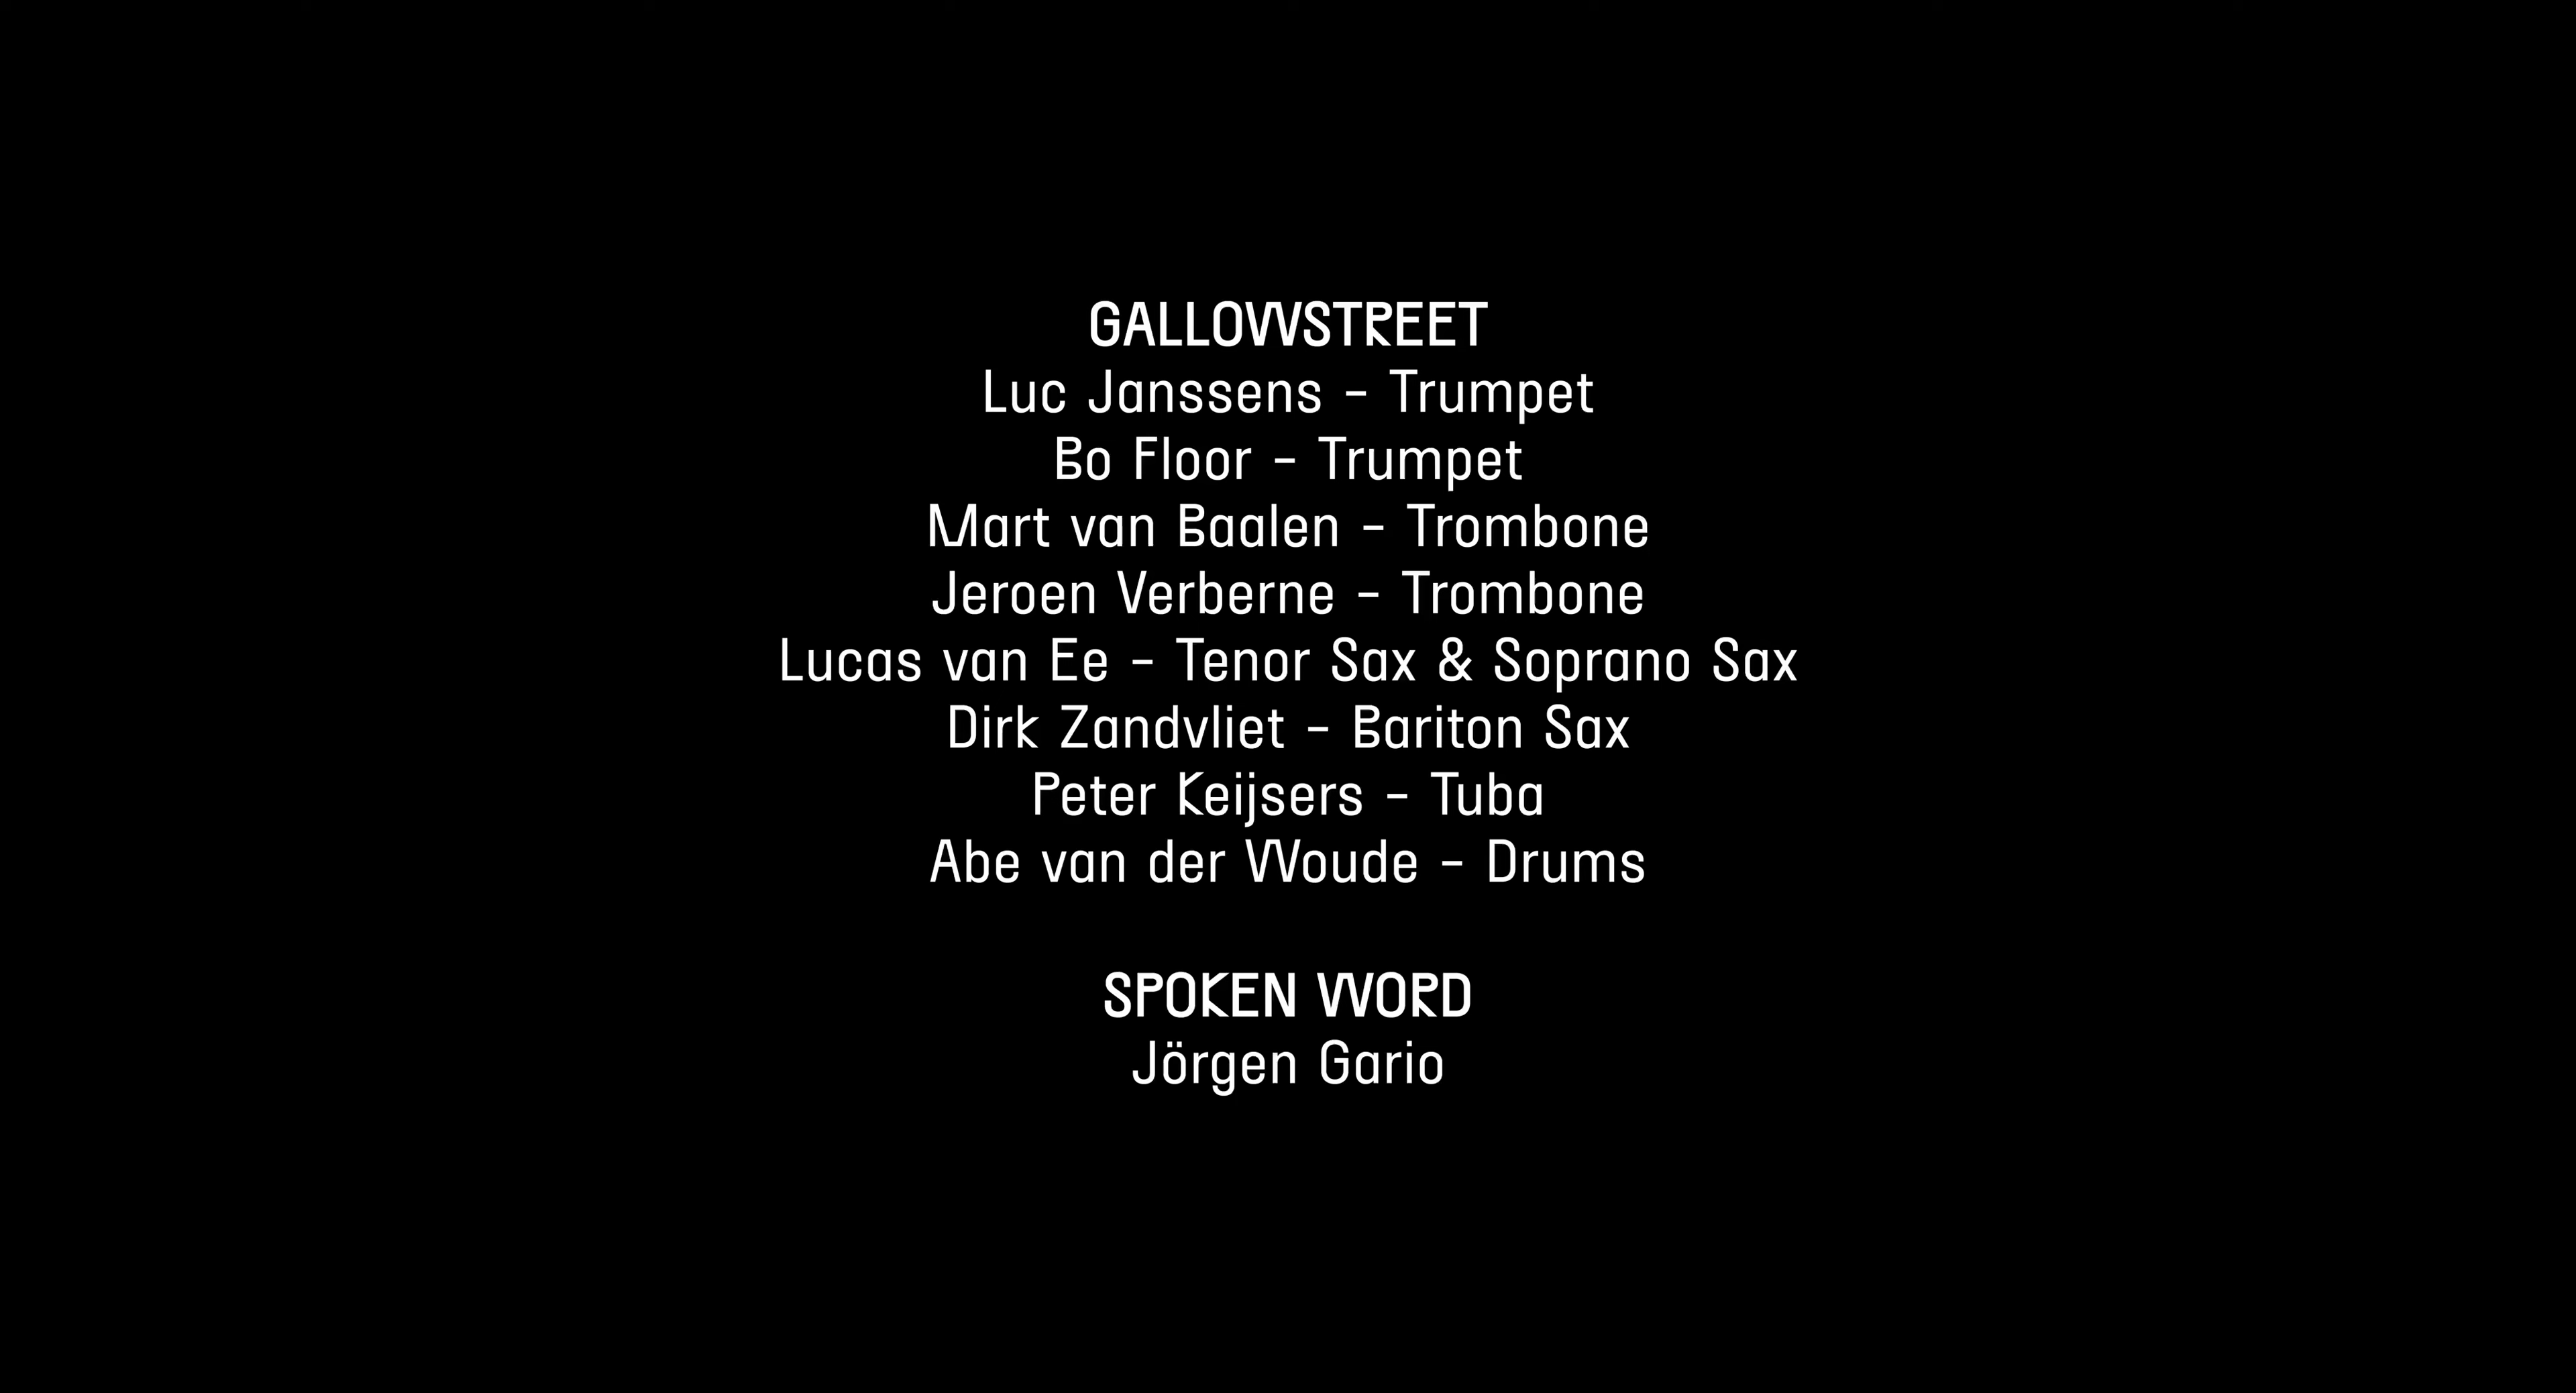 GALLOWSTREET
Luc Janssens – Trumpet
Bo Floor – Trumpet
Mart van Baalen – Trombone
Jeroen Verberne – Trombone
Lucas van Ee – Tenor Sax & Soprano Sax
Dirk Zandvliet – Bariton Sax
Peter Keijsers – Tuba
Abe van der Woude – Drums
SPOKEN WORD
Jörgen Gario